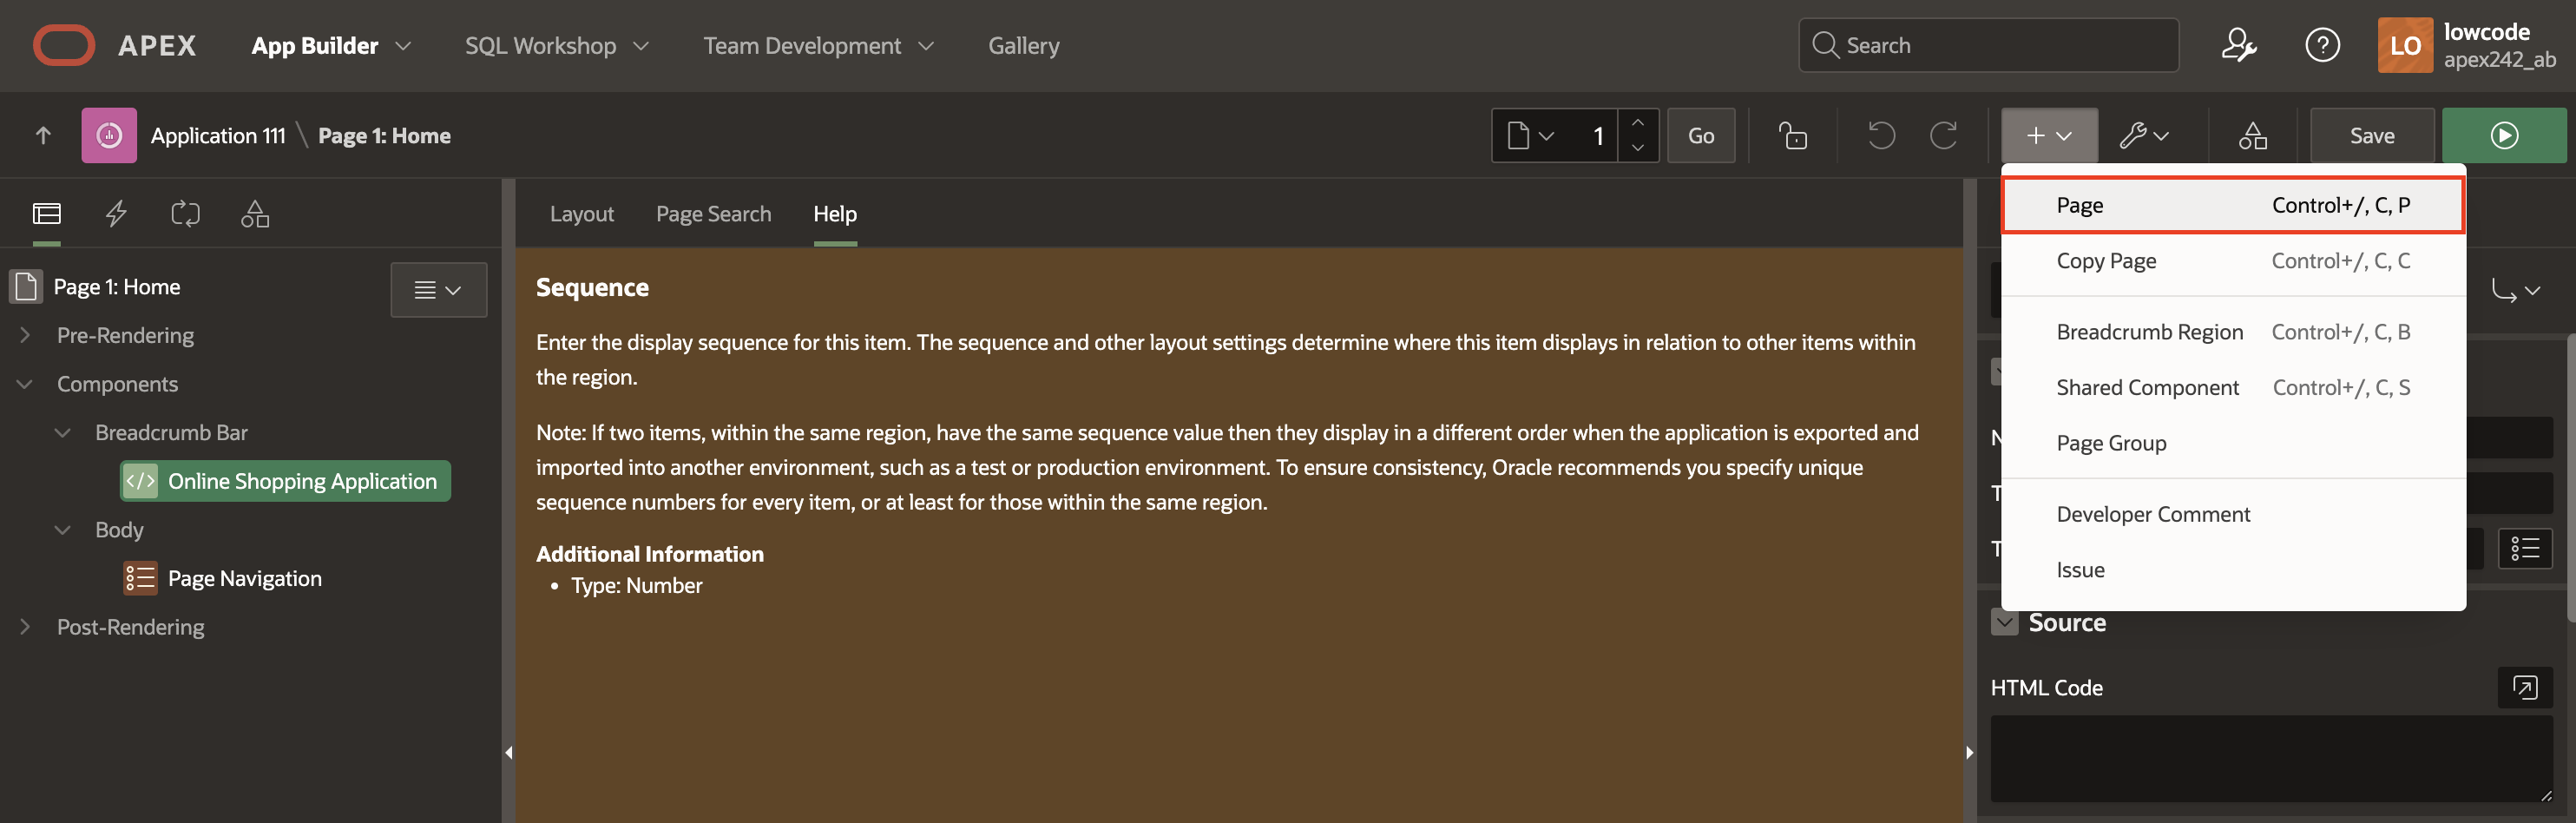 APEX App Builder SQL Workshop Team Development Gallery Search lowcode
LO apex242_ab
Application 111 \ Page 1: Home 1 Go Save
Layout Page Search Help
Page 1: Home
Pre-Rendering
Components
Breadcrumb Bar
</> Online Shopping Application
Body
Page Navigation
Post-Rendering
Sequence
Enter the display sequence for this item. The sequence and other layout settings determine where this item displays in relation to other items within
the region.
Note: If two items, within the same region, have the same sequence value then they display in a different order when the application is exported and
imported into another environment, such as a test or production environment. To ensure consistency, Oracle recommends you specify unique
sequence numbers for every item, or at least for those within the same region.
Additional Information
• Type: Number
Page Control+/, C, P
Copy Page Control+/, C, C
Breadcrumb Region Control+/, C, B
Shared Component Control+/, C, S
Page Group
Developer Comment
Issue
Source
HTML Code